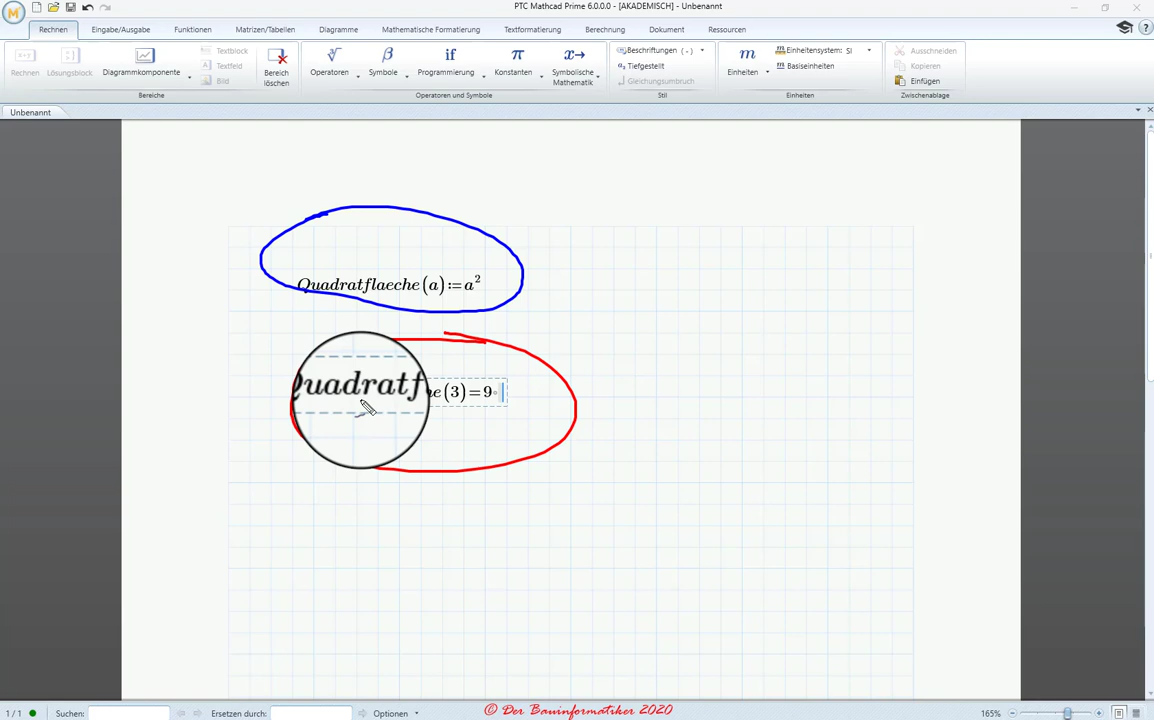 PTC Mathcad Prime 6.0.0.0 - [AKADEMISCH] - Unbenannt
Rechnen Eingabe/Ausgabe Funktionen Matrizen/Tabellen Diagramme Mathematische Formatierung Textformatierung Berechnung Dokument Ressourcen
Rechnen Lösungsblock Diagrammkomponente Textblock Textfeld Bild Bereich löschen
Bereiche
Operatoren Symbole Programmierung Konstanten Symbolische Mathematik
Operatoren und Symbole
Beschriftungen ( - )
Tiefgestellt
Gleichungsumbruch
Stil
Einheiten Einheitensystem: SI
Basiseinheiten
Einheiten
Ausschneiden
Kopieren
Einfügen
Zwischenablage
Unbenannt
Quadratflaeche(a):=a²
Quadratf he(3)=9
1 / 1 Suchen: Ersetzen durch: Optionen © Der Bauinformatiker 2020 165%